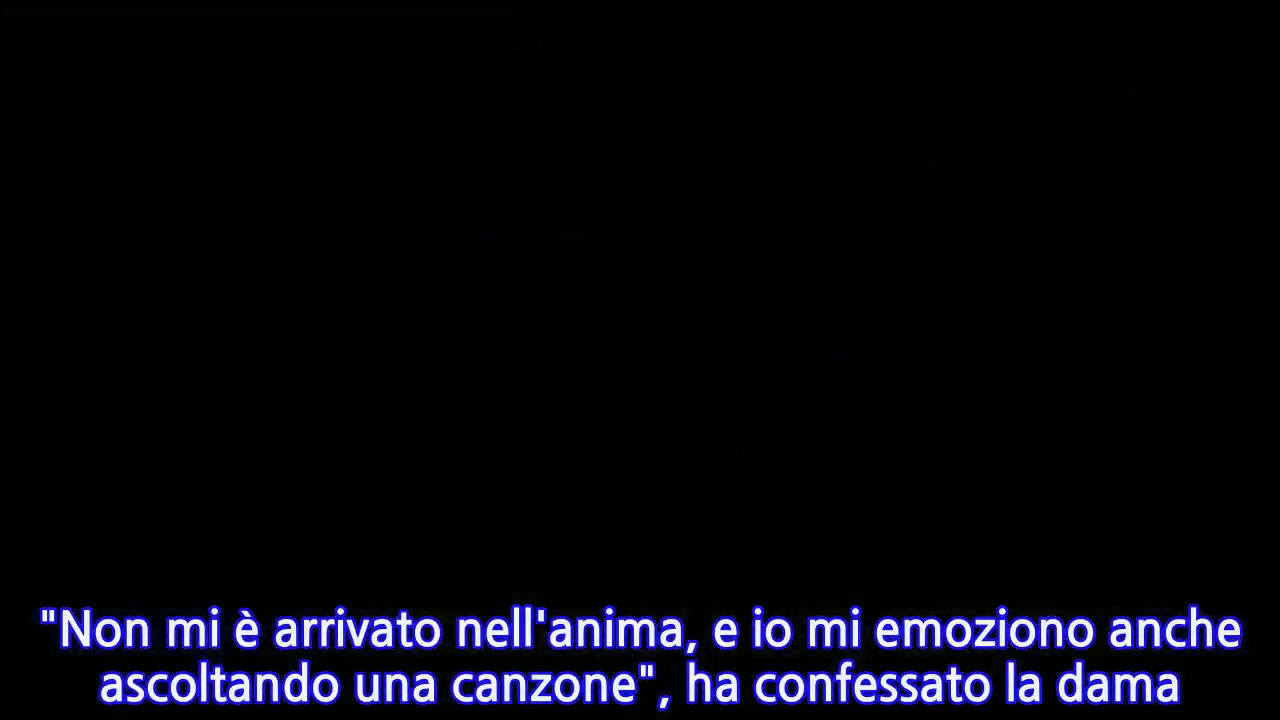 "Non mi è arrivato nell'anima, e io mi emoziono anche
ascoltando una canzone", ha confessato la dama